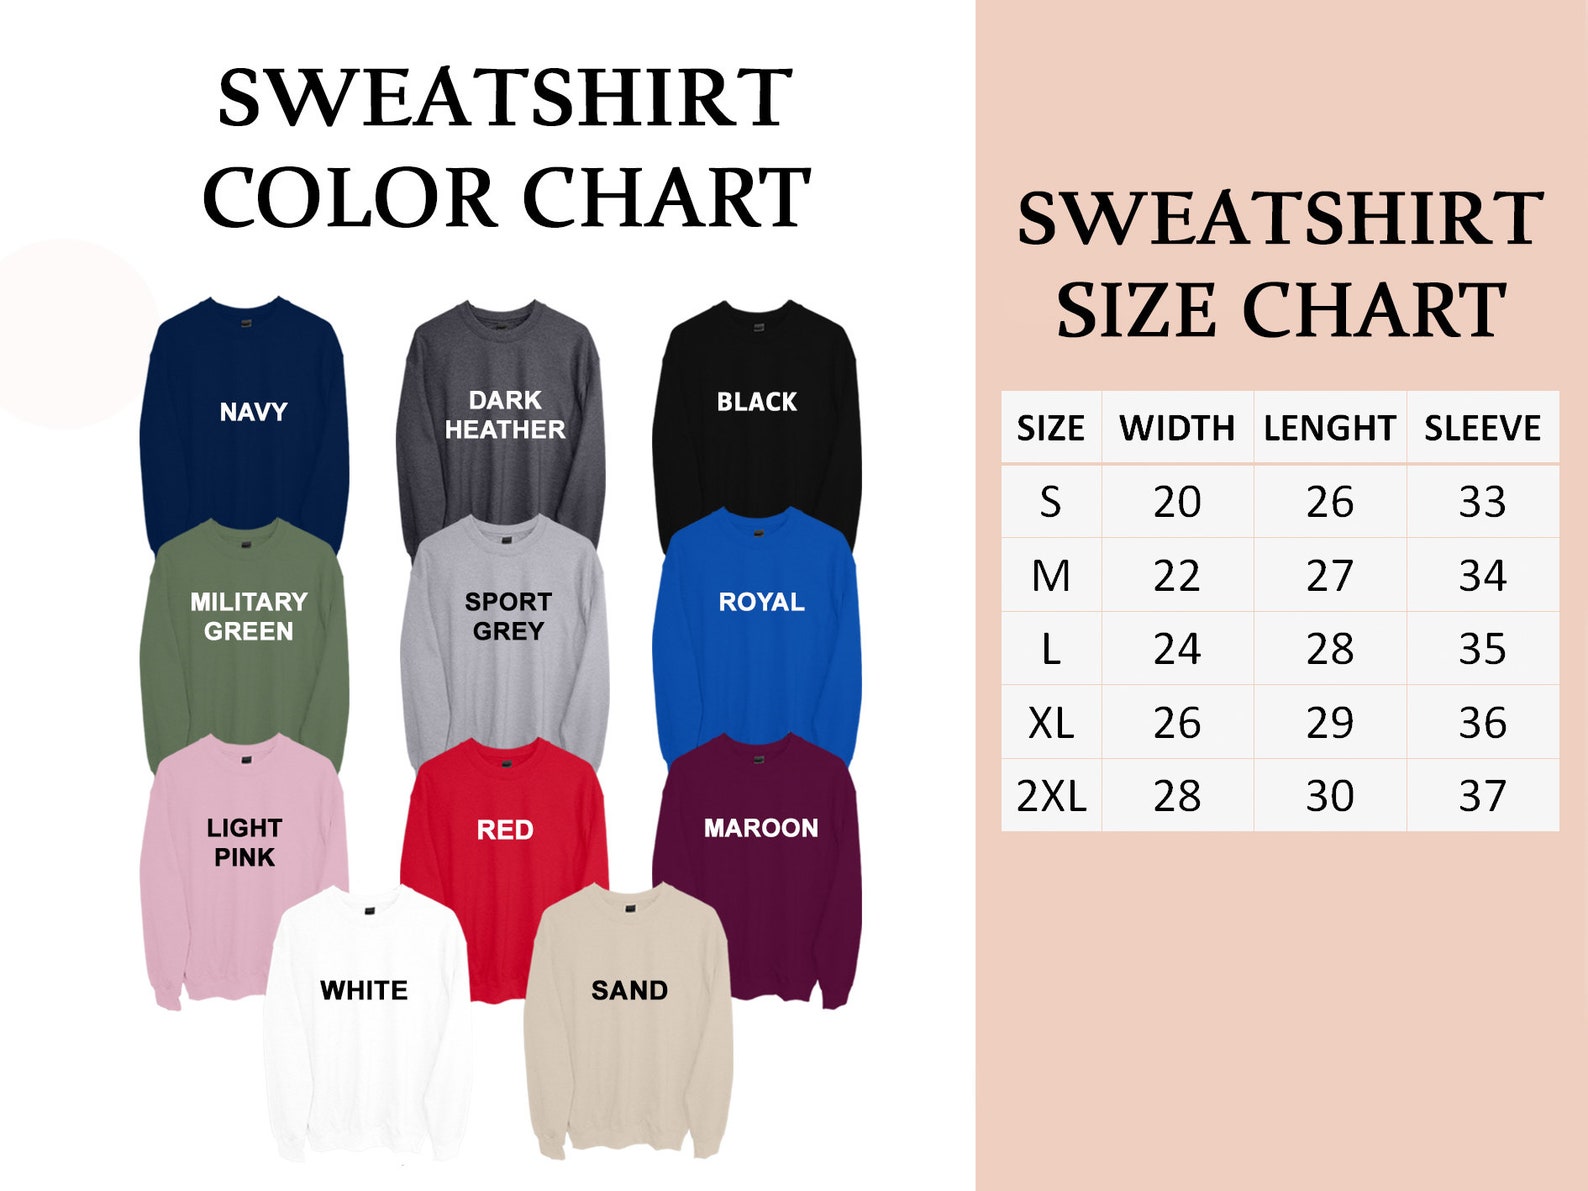 SWEATSHIRT
COLOR CHART
NAVY
DARK
HEATHER
BLACK
MILITARY
GREEN
SPORT
GREY
ROYAL
LIGHT
PINK
RED
MAROON
WHITE
SAND
SWEATSHIRT
SIZE CHART
SIZE WIDTH LENGHT SLEEVE
S 20 26 33
M 22 27 34
L 24 28 35
XL 26 29 36
2XL 28 30 37